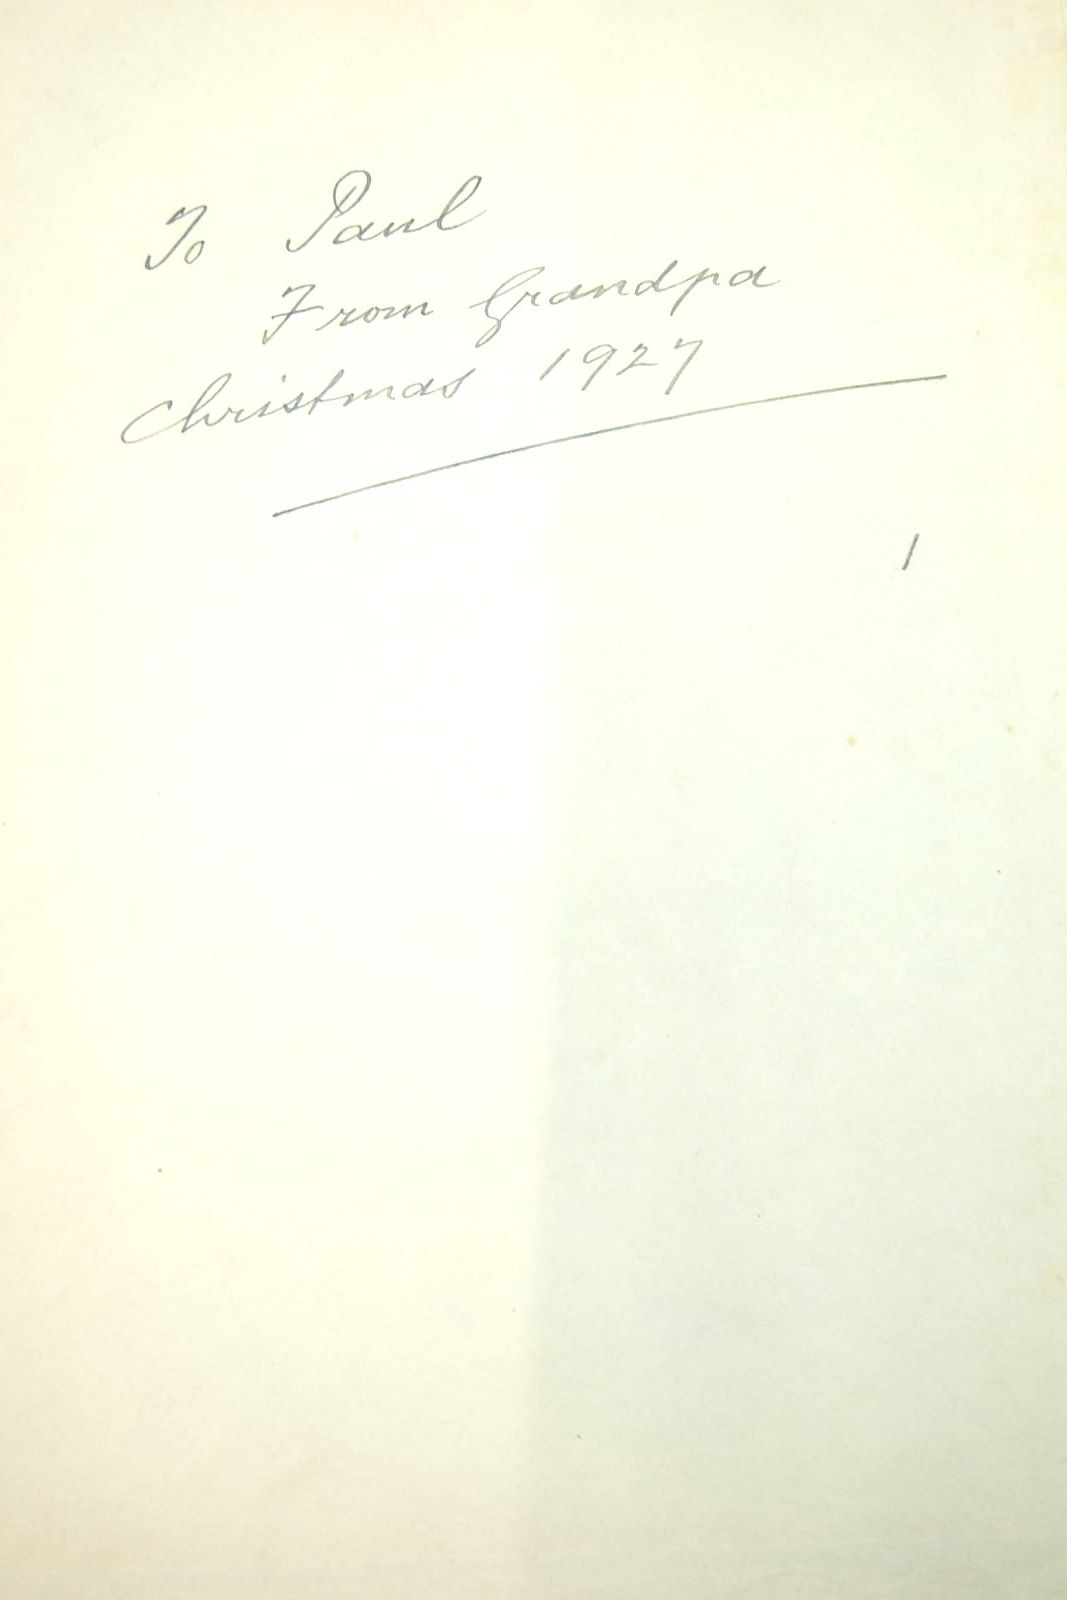 To Paul
From Grandpa
Christmas 1927